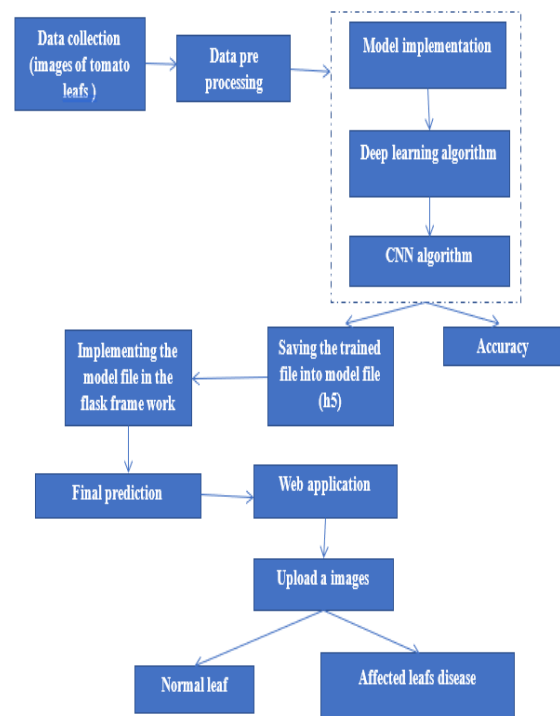 Data collection
(images of tomato
leafs )
Data pre
processing
Model implementation
Deep learning algorithm
CNN algorithm
Accuracy
Saving the trained
file into model file
(h5)
Implementing the
model file in the
flask frame work
Final prediction
Web application
Upload a images
Normal leaf
Affected leafs disease